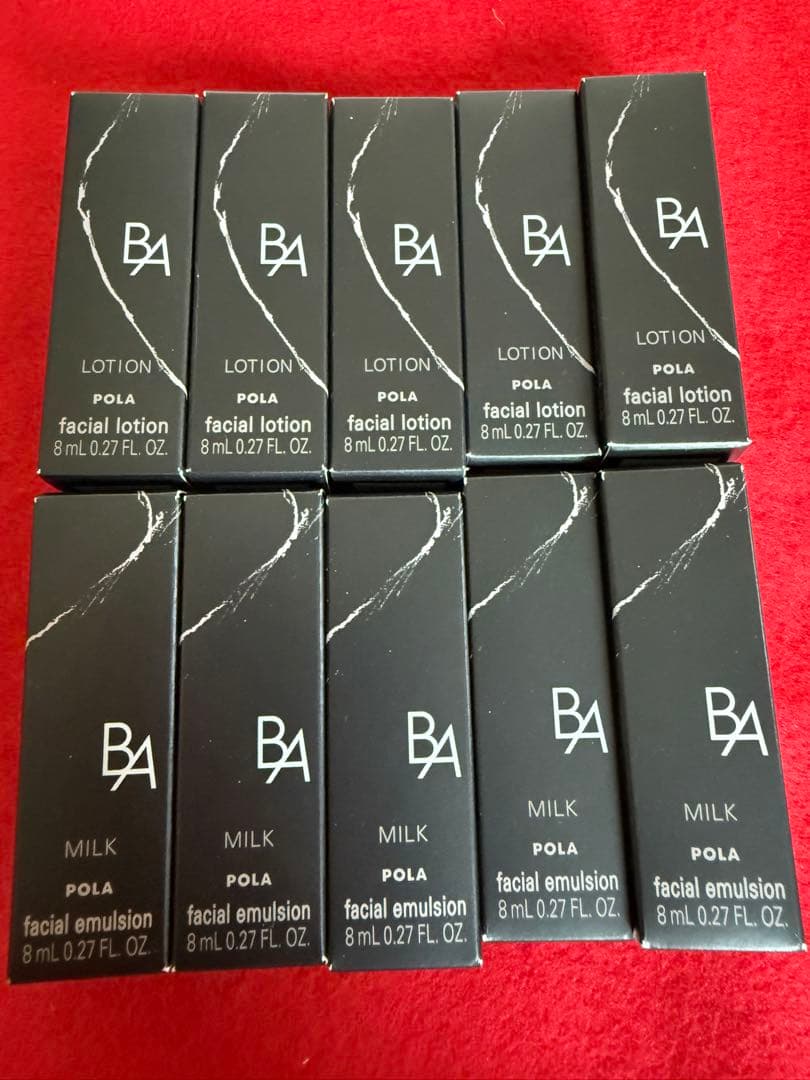 BA
LOTION
POLA
facial lotion
8 mL 0.27 FL. OZ.
BA
LOTION
POLA
facial lotion
8 mL 0.27 FL. OZ.
BA
LOTION
POLA
facial lotion
8 mL 0.27 FL. OZ.
BA
LOTION
POLA
facial lotion
8 mL 0.27 FL. OZ.
BA
LOTION
POLA
facial lotion
8 mL 0.27 FL. OZ.
BA
MILK
POLA
facial emulsion
8 mL 0.27 FL. OZ.
BA
MILK
POLA
facial emulsion
8 mL 0.27 FL. OZ.
BA
MILK
POLA
facial emulsion
8 mL 0.27 FL. OZ.
BA
MILK
POLA
facial emulsion
8 mL 0.27 FL. OZ.
BA
MILK
POLA
facial emulsion
8 mL 0.27 FL. OZ.